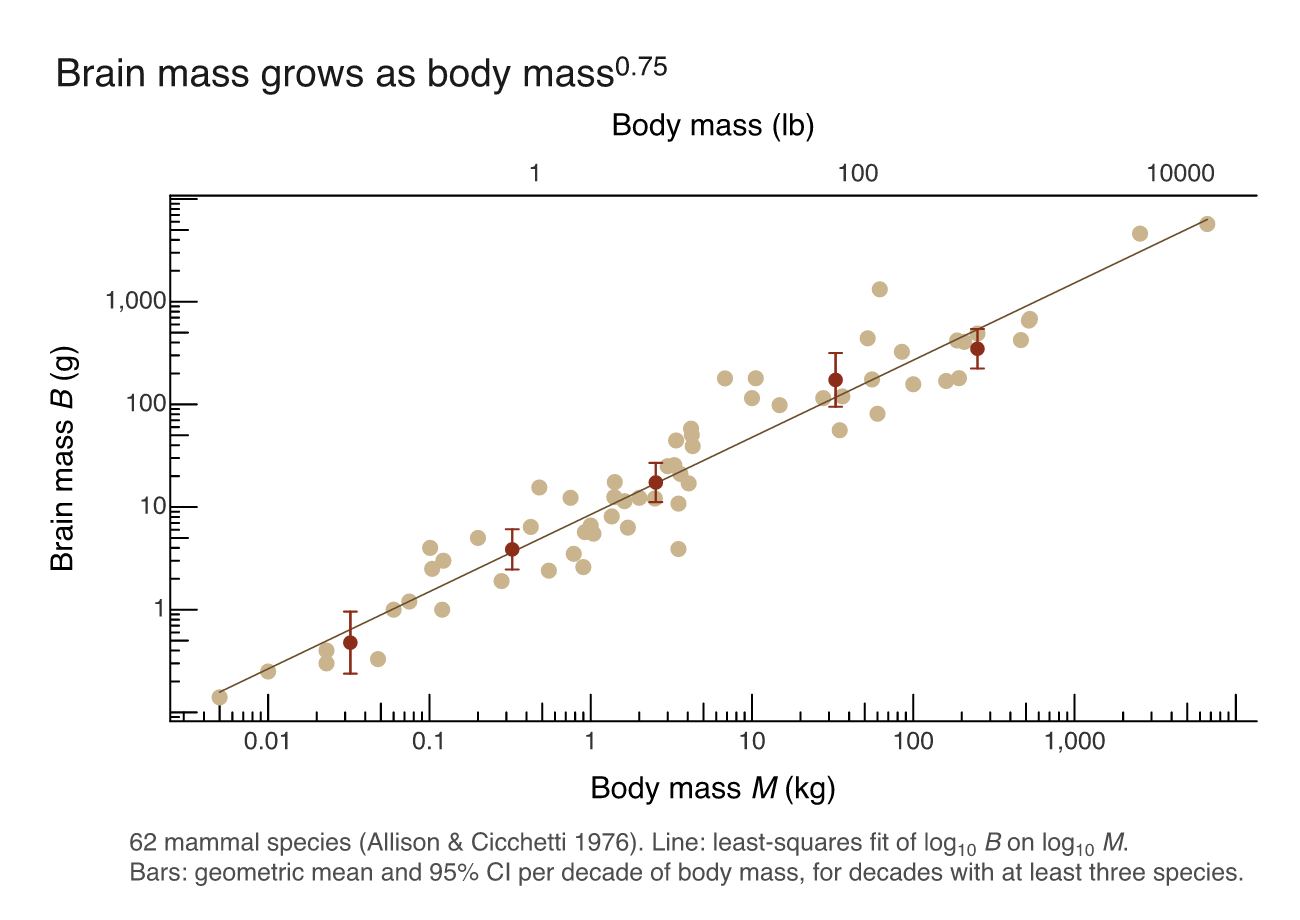 Brain mass grows as body mass^0.75
Body mass (lb)
1 100 10000
1,000
100
10
1
Brain mass B (g)
0.01 0.1 1 10 100 1,000
Body mass M (kg)
62 mammal species (Allison & Cicchetti 1976). Line: least-squares fit of log₁₀ B on log₁₀ M.
Bars: geometric mean and 95% CI per decade of body mass, for decades with at least three species.